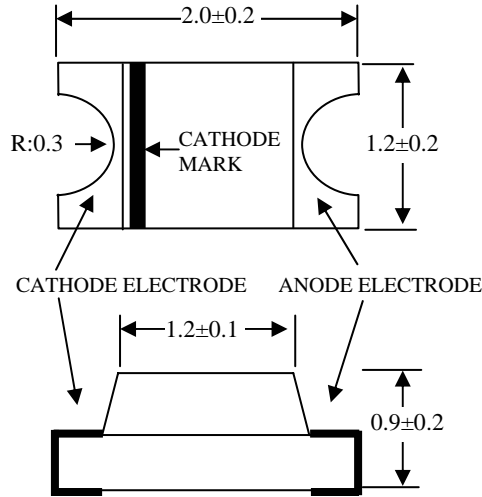 2.0±0.2
R:0.3
CATHODE
MARK
1.2±0.2
CATHODE ELECTRODE
ANODE ELECTRODE
1.2±0.1
0.9±0.2